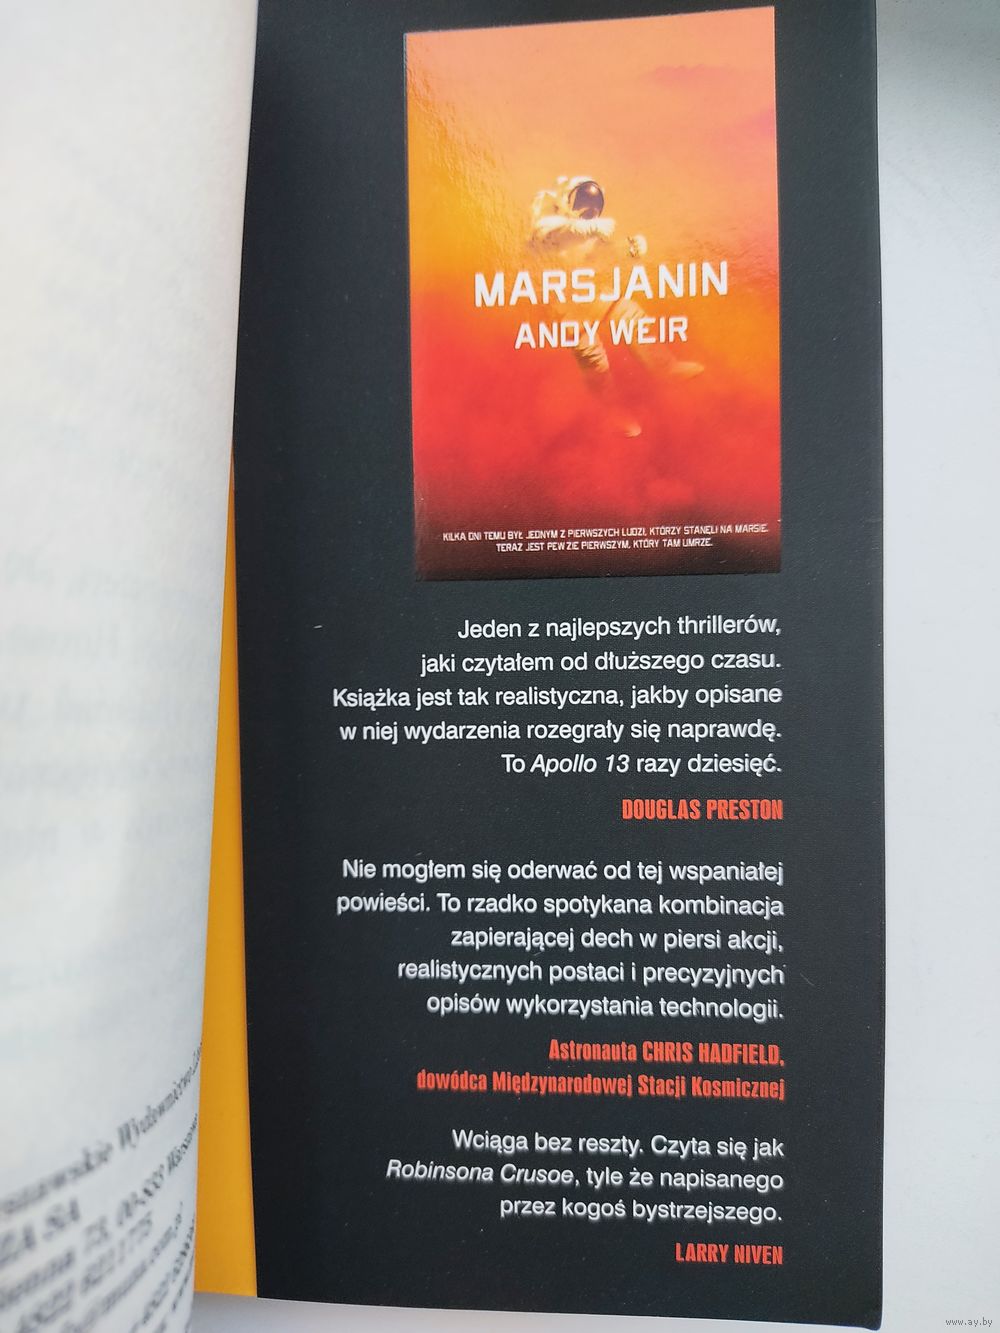 MARSJANIN
ANDY WEIR
KILKA DNI TEMU BYŁ JEDNYM Z PIERWSZYCH LUDZI, KTÓRZY STANĘLI NA MARSIE.
TERAZ JEST PEWZIE PIERWSZYM, KTÓRY TAM UMRZE.
Jeden z najlepszych thrillerów,
jaki czytałem od dłuższego czasu.
Książka jest tak realistyczna, jakby opisane
w niej wydarzenia rozegrały się naprawdę.
To Apollo 13 razy dziesięć.
DOUGLAS PRESTON
Nie mogłem się oderwać od tej wspaniałej
powieści. To rzadko spotykana kombinacja
zapierającej dech w piersi akcji,
realistycznych postaci i precyzyjnych
opisów wykorzystania technologii.
Astronauta CHRIS HADFIELD,
dowódca Międzynarodowej Stacji Kosmicznej
Wciąga bez reszty. Czyta się jak
Robinsona Crusoe, tyle że napisanego
przez kogoś bystrzejszego.
LARRY NIVEN
www.ay.by